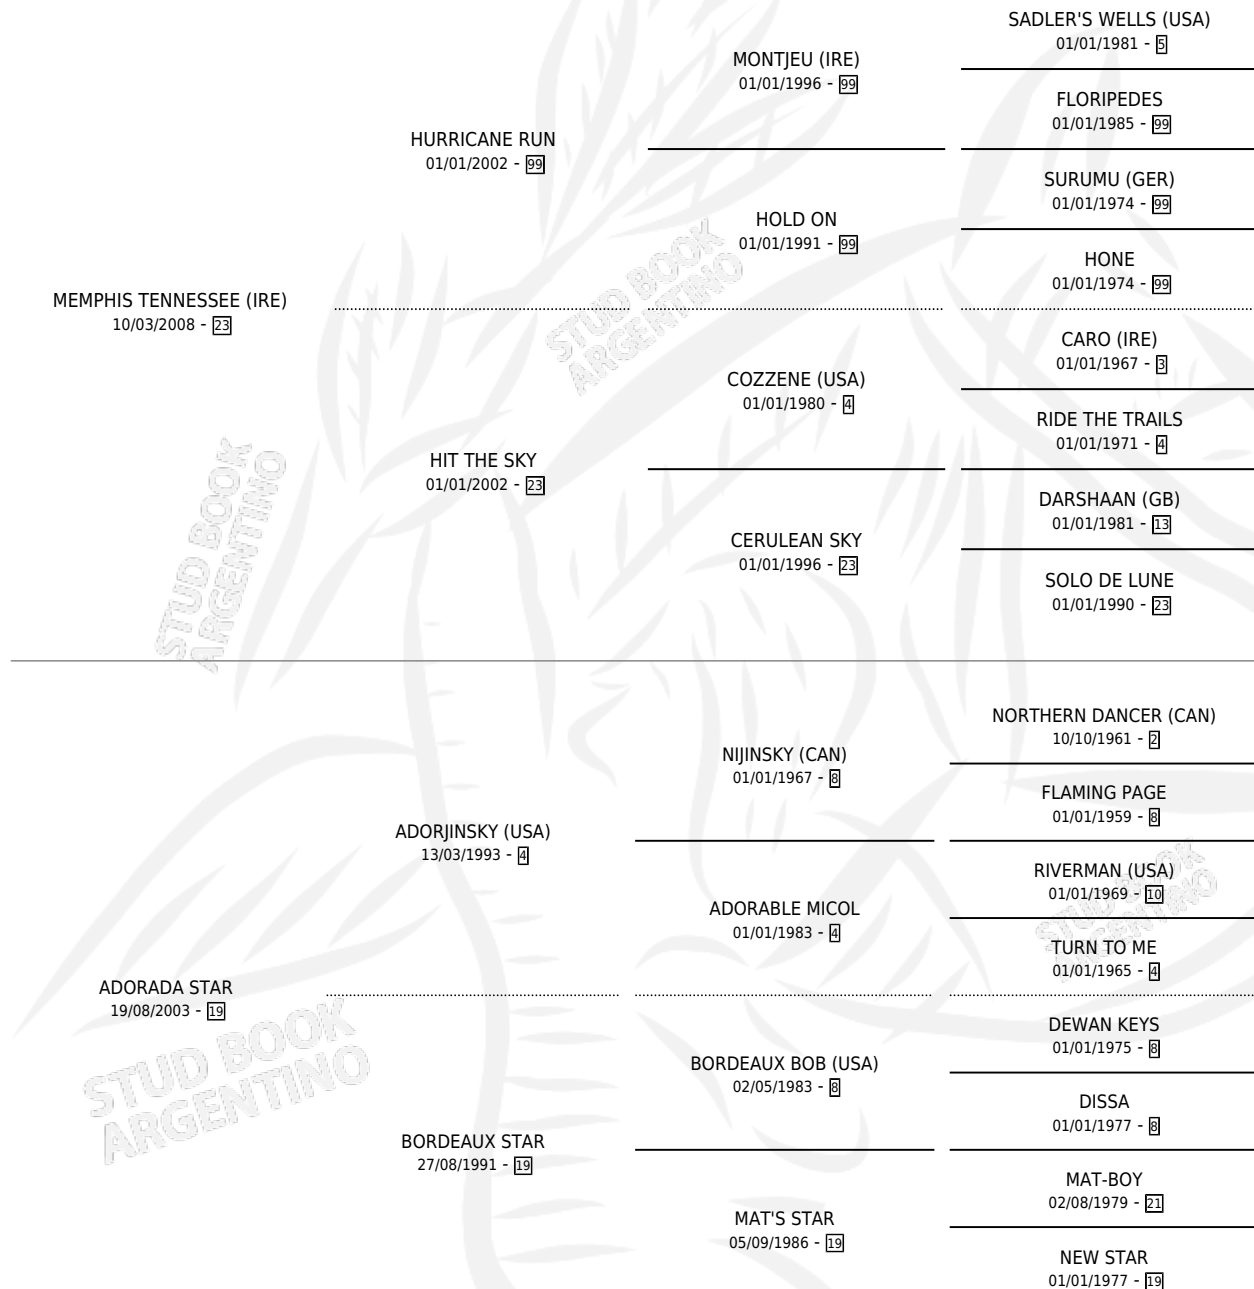 SADLER'S WELLS (USA)
01/01/1981 - 5
MONTJEU (IRE)
01/01/1996 - 99
FLORIPEDES
01/01/1985 - 99
HURRICANE RUN
01/01/2002 - 99
SURUMU (GER)
01/01/1974 - 99
HOLD ON
01/01/1991 - 99
HONE
01/01/1974 - 99
MEMPHIS TENNESSEE (IRE)
10/03/2008 - 23
STUD BOOK
ARGENTINO
CARO (IRE)
01/01/1967 - 3
COZZENE (USA)
01/01/1980 - 4
RIDE THE TRAILS
01/01/1971 - 4
HIT THE SKY
01/01/2002 - 23
DARSHAAN (GB)
01/01/1981 - 13
CERULEAN SKY
01/01/1996 - 23
SOLO DE LUNE
01/01/1990 - 23
STUD BOOK
ARGENTINO
NORTHERN DANCER (CAN)
10/10/1961 - 2
NIJINSKY (CAN)
01/01/1967 - 8
FLAMING PAGE
01/01/1959 - 8
ADORJINSKY (USA)
13/03/1993 - 4
RIVERMAN (USA)
01/01/1969 - 10
STUD BOOK
ARGENTINO
ADORABLE MICOL
01/01/1983 - 4
TURN TO ME
01/01/1965 - 4
ADORADA STAR
19/08/2003 - 19
STUD BOOK
ARGENTINO
DEWAN KEYS
01/01/1975 - 8
BORDEAUX BOB (USA)
02/05/1983 - 8
DISSA
01/01/1977 - 8
BORDEAUX STAR
27/08/1991 - 19
MAT-BOY
02/08/1979 - 21
MAT'S STAR
05/09/1986 - 19
NEW STAR
01/01/1977 - 19